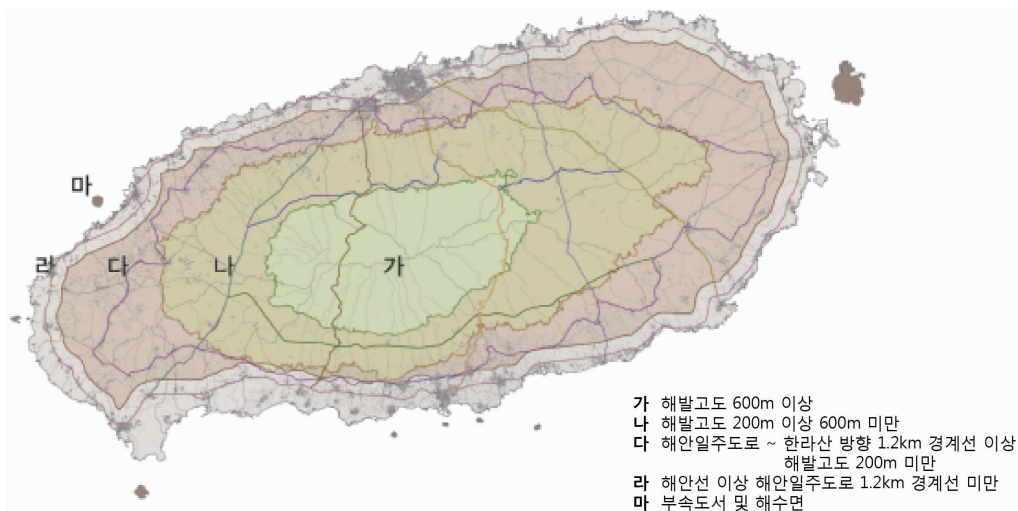 마
라 다 나 가
가 해발고도 600m 이상
나 해발고도 200m 이상 600m 미만
다 해안일주도로 ~ 한라산 방향 1.2km 경계선 이상
해발고도 200m 미만
라 해안선 이상 해안일주도로 1.2km 경계선 미만
마 부속도서 및 해수면